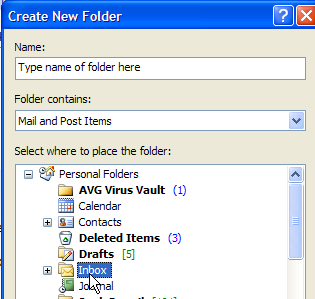 Create New Folder
Name:
Type name of folder here
Folder contains:
Mail and Post Items
Select where to place the folder:
Personal Folders
AVG Virus Vault (1)
Calendar
Contacts
Deleted Items (3)
Drafts [5]
Inbox
Journal